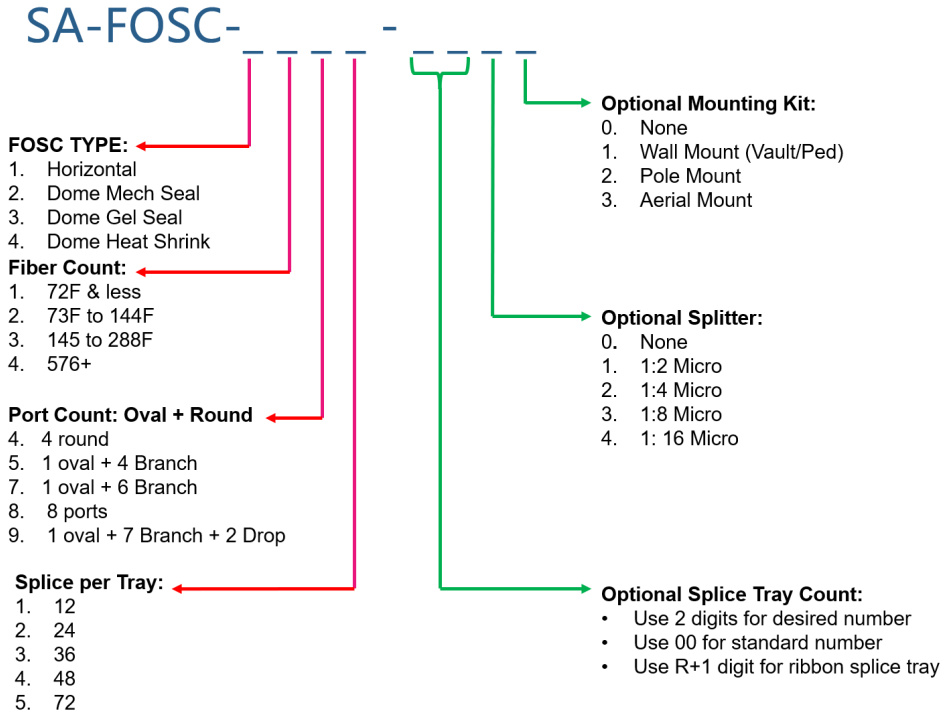 SA-FOSC-_ _ _ _ - _ _ _ _
FOSC TYPE:
1. Horizontal
2. Dome Mech Seal
3. Dome Gel Seal
4. Dome Heat Shrink
Fiber Count:
1. 72F & less
2. 73F to 144F
3. 145 to 288F
4. 576+
Port Count: Oval + Round
4. 4 round
5. 1 oval + 4 Branch
7. 1 oval + 6 Branch
8. 8 ports
9. 1 oval + 7 Branch + 2 Drop
Splice per Tray:
1. 12
2. 24
3. 36
4. 48
5. 72
Optional Mounting Kit:
0. None
1. Wall Mount (Vault/Ped)
2. Pole Mount
3. Aerial Mount
Optional Splitter:
0. None
1. 1:2 Micro
2. 1:4 Micro
3. 1:8 Micro
4. 1: 16 Micro
Optional Splice Tray Count:
• Use 2 digits for desired number
• Use 00 for standard number
• Use R+1 digit for ribbon splice tray